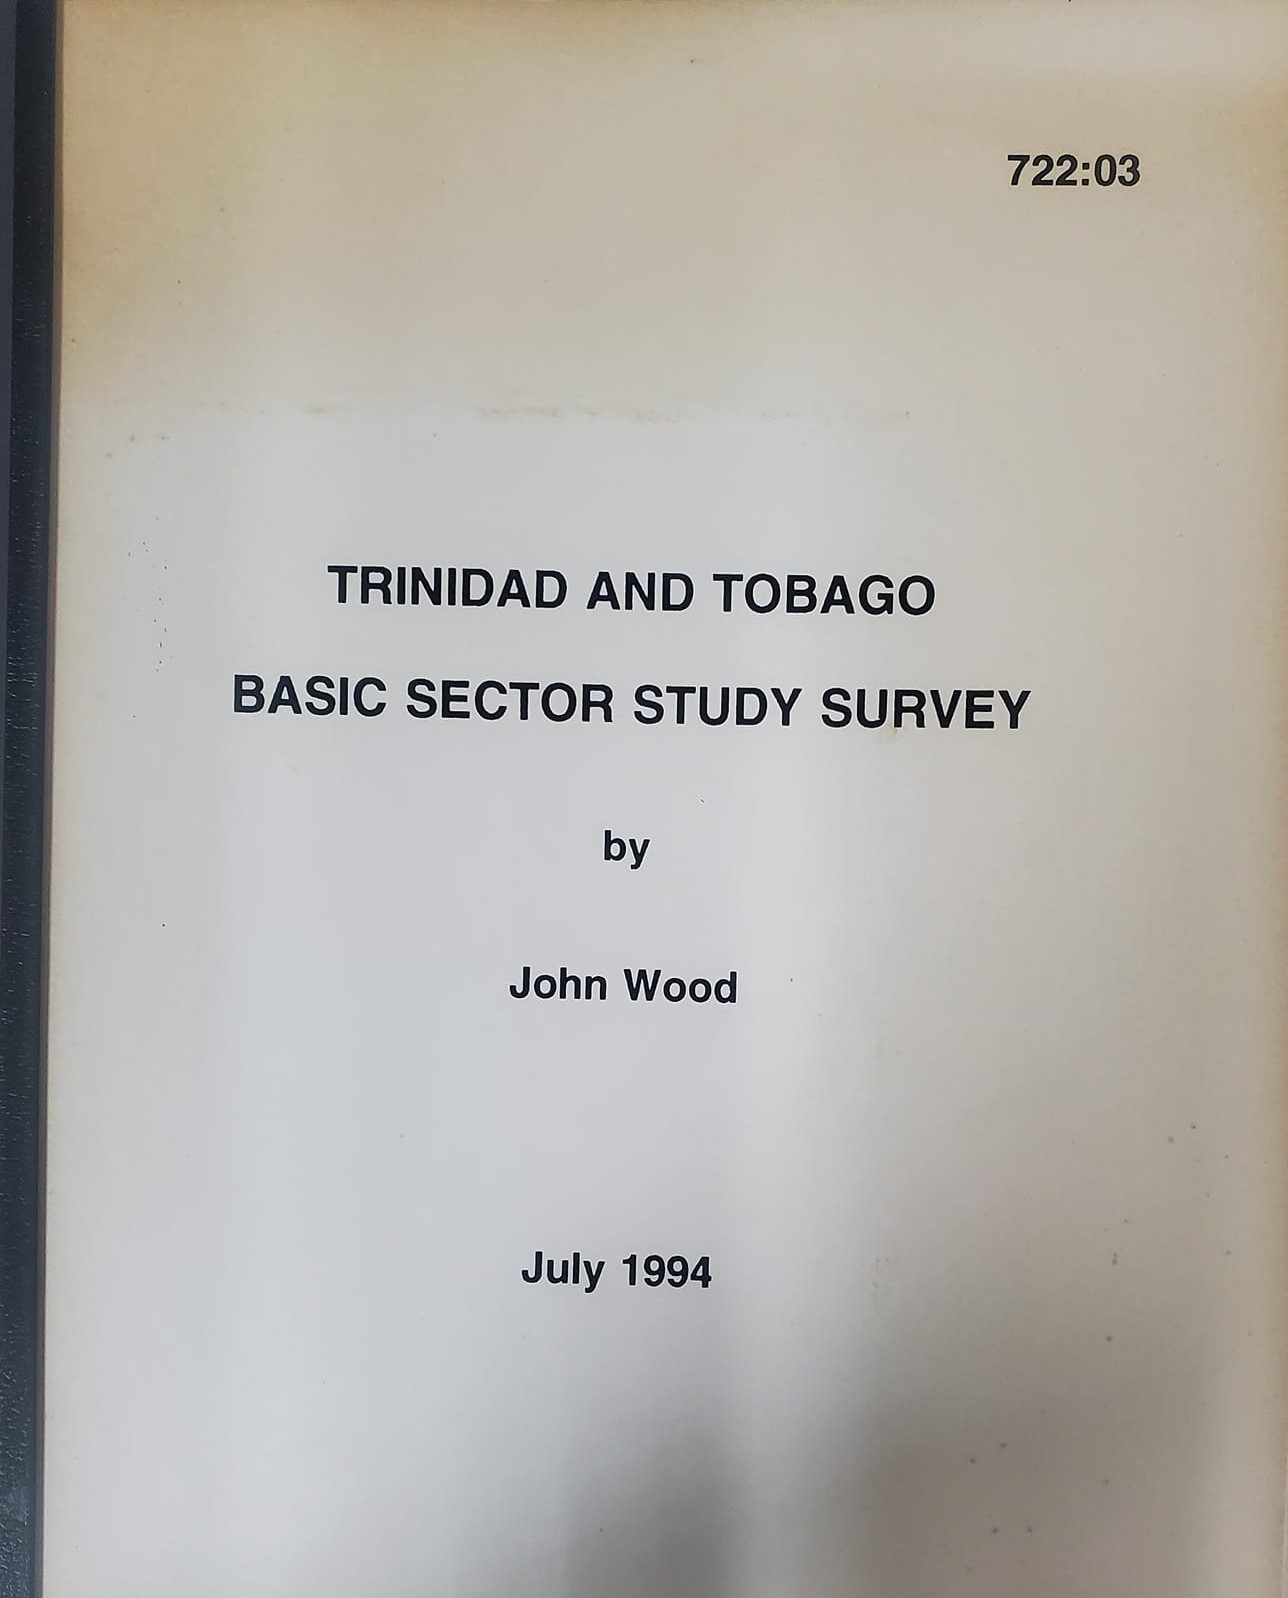 722:03
TRINIDAD AND TOBAGO
BASIC SECTOR STUDY SURVEY
by
John Wood
July 1994